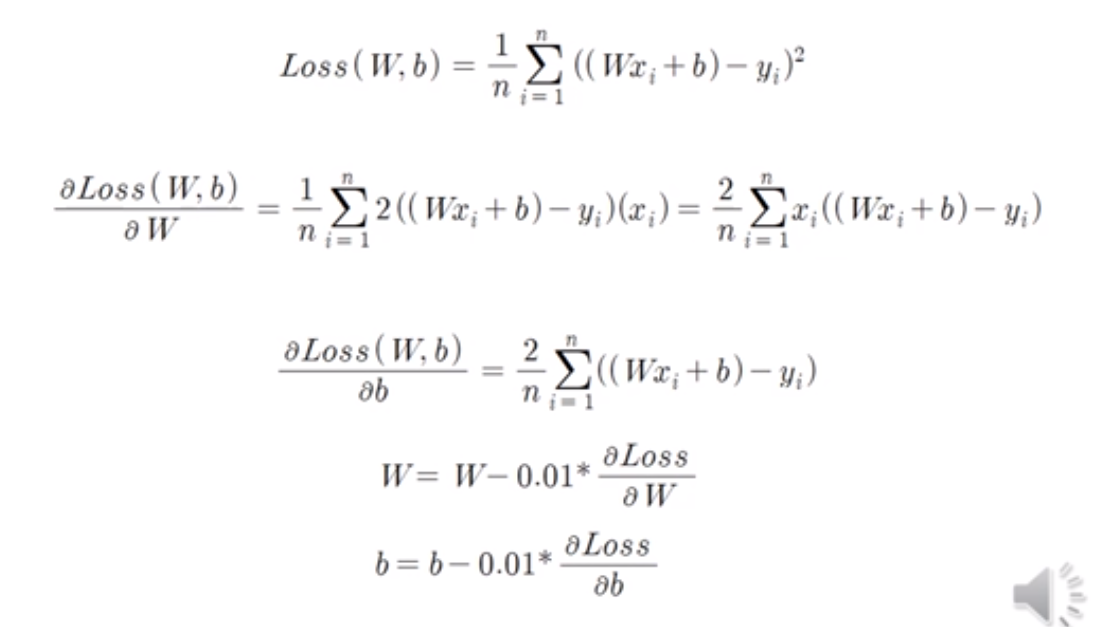 Loss(W, b) = 1/n ∑_{i=1}^{n} ((Wx_i + b) − y_i)²
∂Loss(W, b)/∂W = 1/n ∑_{i=1}^{n} 2((Wx_i + b) − y_i)(x_i) = 2/n ∑_{i=1}^{n} x_i((Wx_i + b) − y_i)
∂Loss(W, b)/∂b = 2/n ∑_{i=1}^{n} ((Wx_i + b) − y_i)
W = W − 0.01* ∂Loss/∂W
b = b − 0.01* ∂Loss/∂b